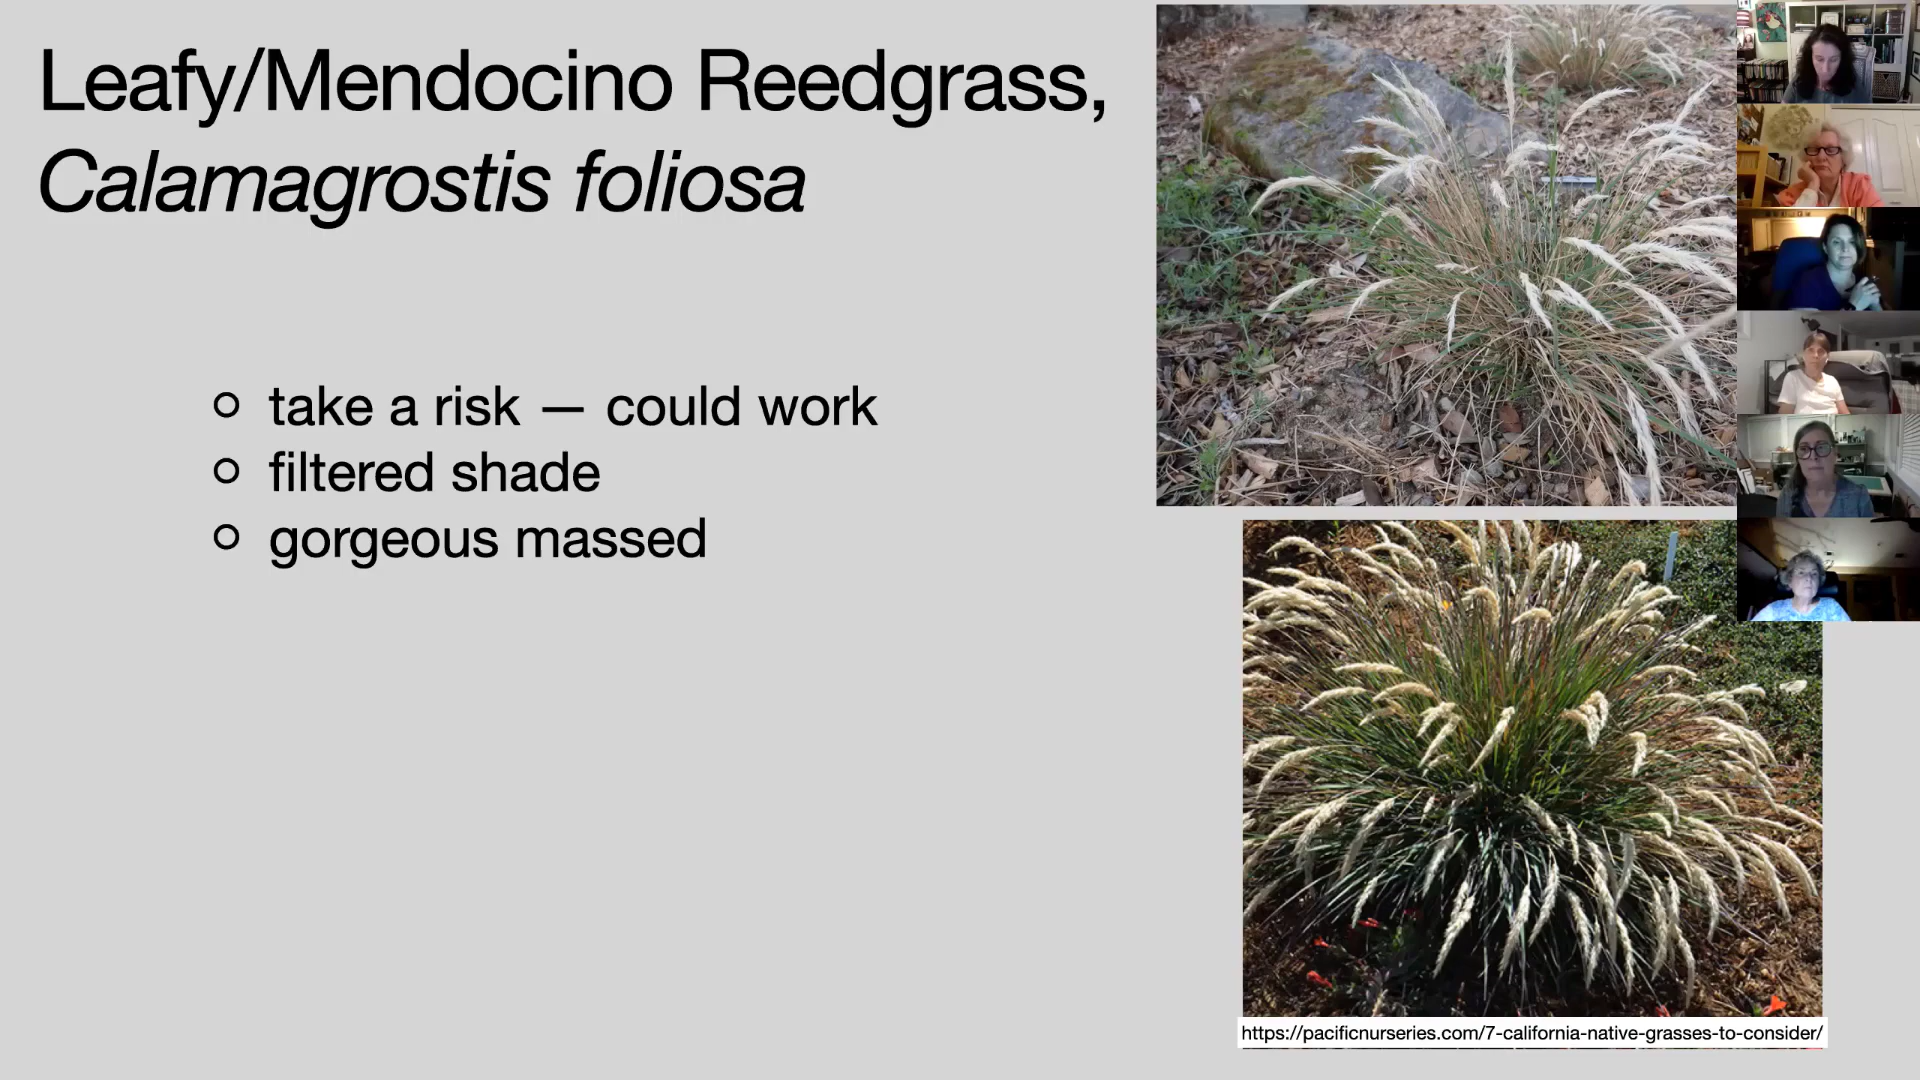 Leafy/Mendocino Reedgrass,
Calamagrostis foliosa
take a risk — could work
filtered shade
gorgeous massed
https://pacificnurseries.com/7-california-native-grasses-to-consider/